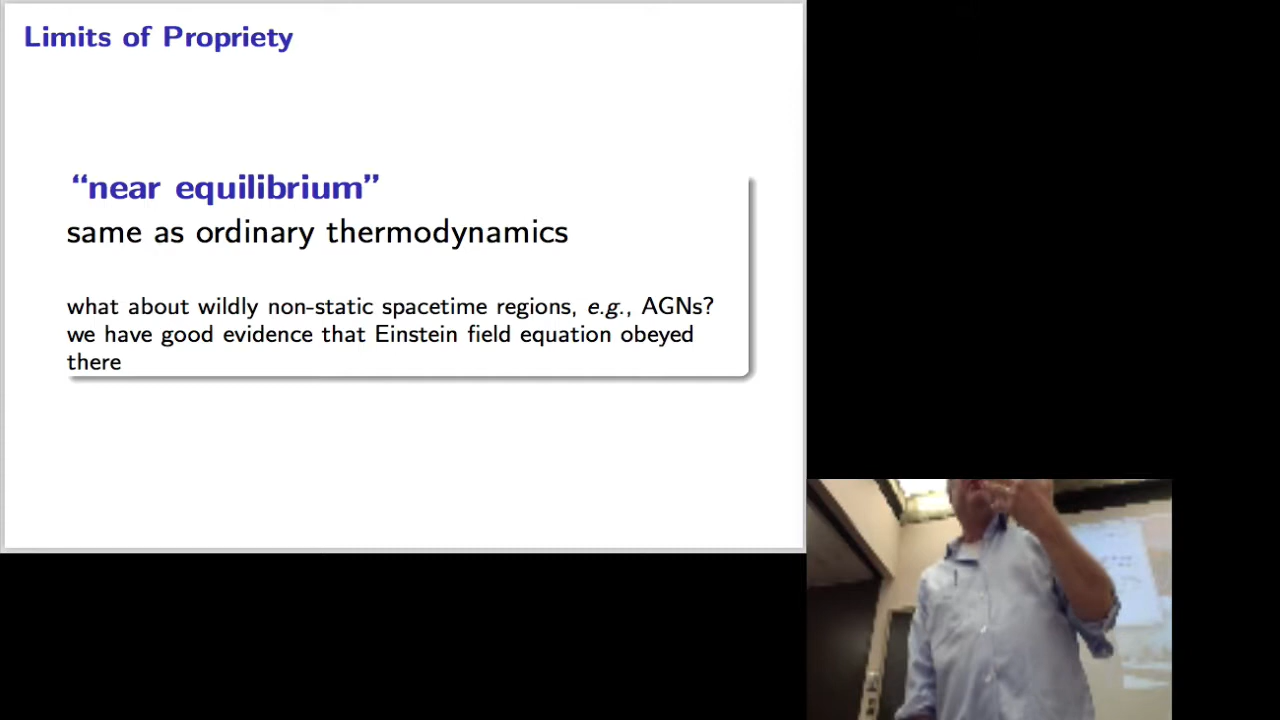 Limits of Propriety
“near equilibrium”
same as ordinary thermodynamics
what about wildly non-static spacetime regions, e.g., AGNs?
we have good evidence that Einstein field equation obeyed
there